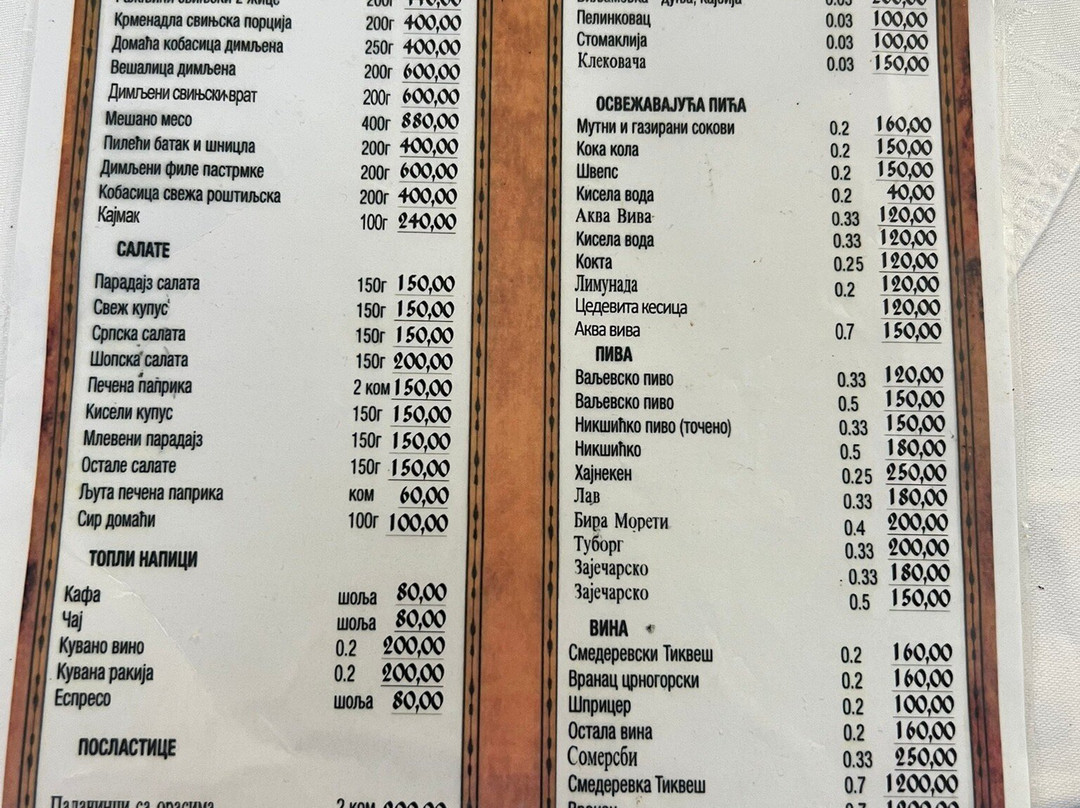 Крменадла свињска порција 200г 400,00
Домаћа кобасица димљена 250г 400,00
Вешалица димљена 200г 600,00
Димљени свињски врат 200г 600,00
Мешано месо 400г 880,00
Пилећи батак и шницла 200г 400,00
Димљени филе пастрмке 200г 600,00
Кобасица свежа роштиљска 200г 400,00
Кајмак 100г 240,00
САЛАТЕ
Парадајз салата 150г 150,00
Свеж купус 150г 150,00
Српска салата 150г 150,00
Шопска салата 150г 200,00
Печена паприка 2 ком 150,00
Кисели купус 150г 150,00
Млевени парадајз 150г 150,00
Остале салате 150г 150,00
Љута печена паприка ком 60,00
Сир домаћи 100г 100,00
ТОПЛИ НАПИЦИ
Кафа шоља 80,00
Чај шоља 80,00
Кувано вино 0.2 200,00
Кувана ракија 0.2 200,00
Еспресо шоља 80,00
ПОСЛАСТИЦЕ
Палачинци са орасима 2 ком
Пелинковац 0.03 100,00
Стомаклија 0.03 100,00
Клековача 0.03 150,00
ОСВЕЖАВАЈУЋА ПИЋА
Мутни и газирани сокови 0.2 160,00
Кока кола 0.2 150,00
Швепс 0.2 150,00
Кисела вода 0.2 40,00
Аква Вива 0.33 120,00
Кисела вода 0.33 120,00
Кокта 0.25 120,00
Лимунада 0.2 120,00
Цедевита кесица 120,00
Аква вива 0.7 150,00
ПИВА
Ваљевско пиво 0.33 120,00
Ваљевско пиво 0.5 150,00
Никшићко пиво (точено) 0.33 150,00
Никшићко 0.5 180,00
Хајнекен 0.25 250,00
Лав 0.33 180,00
Бира Морети 0.4 200,00
Туборг 0.33 200,00
Зајечарско 0.33 180,00
Зајечарско 0.5 150,00
ВИНА
Смедеревски Тиквеш 0.2 160,00
Вранац црногорски 0.2 160,00
Шприцер 0.2 100,00
Остала вина 0.2 160,00
Сомерсби 0.33 250,00
Смедеревка Тиквеш 0.7 1200,00